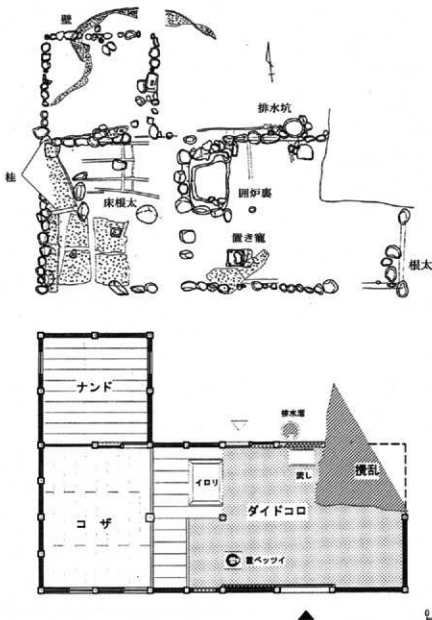 壁
排水坑
柱
床根太
囲炉裏
置き竈
根太
ナンド
排水溜
イロリ
流し
攪乱
コザ
ダイドコロ
置ベッツイ
0